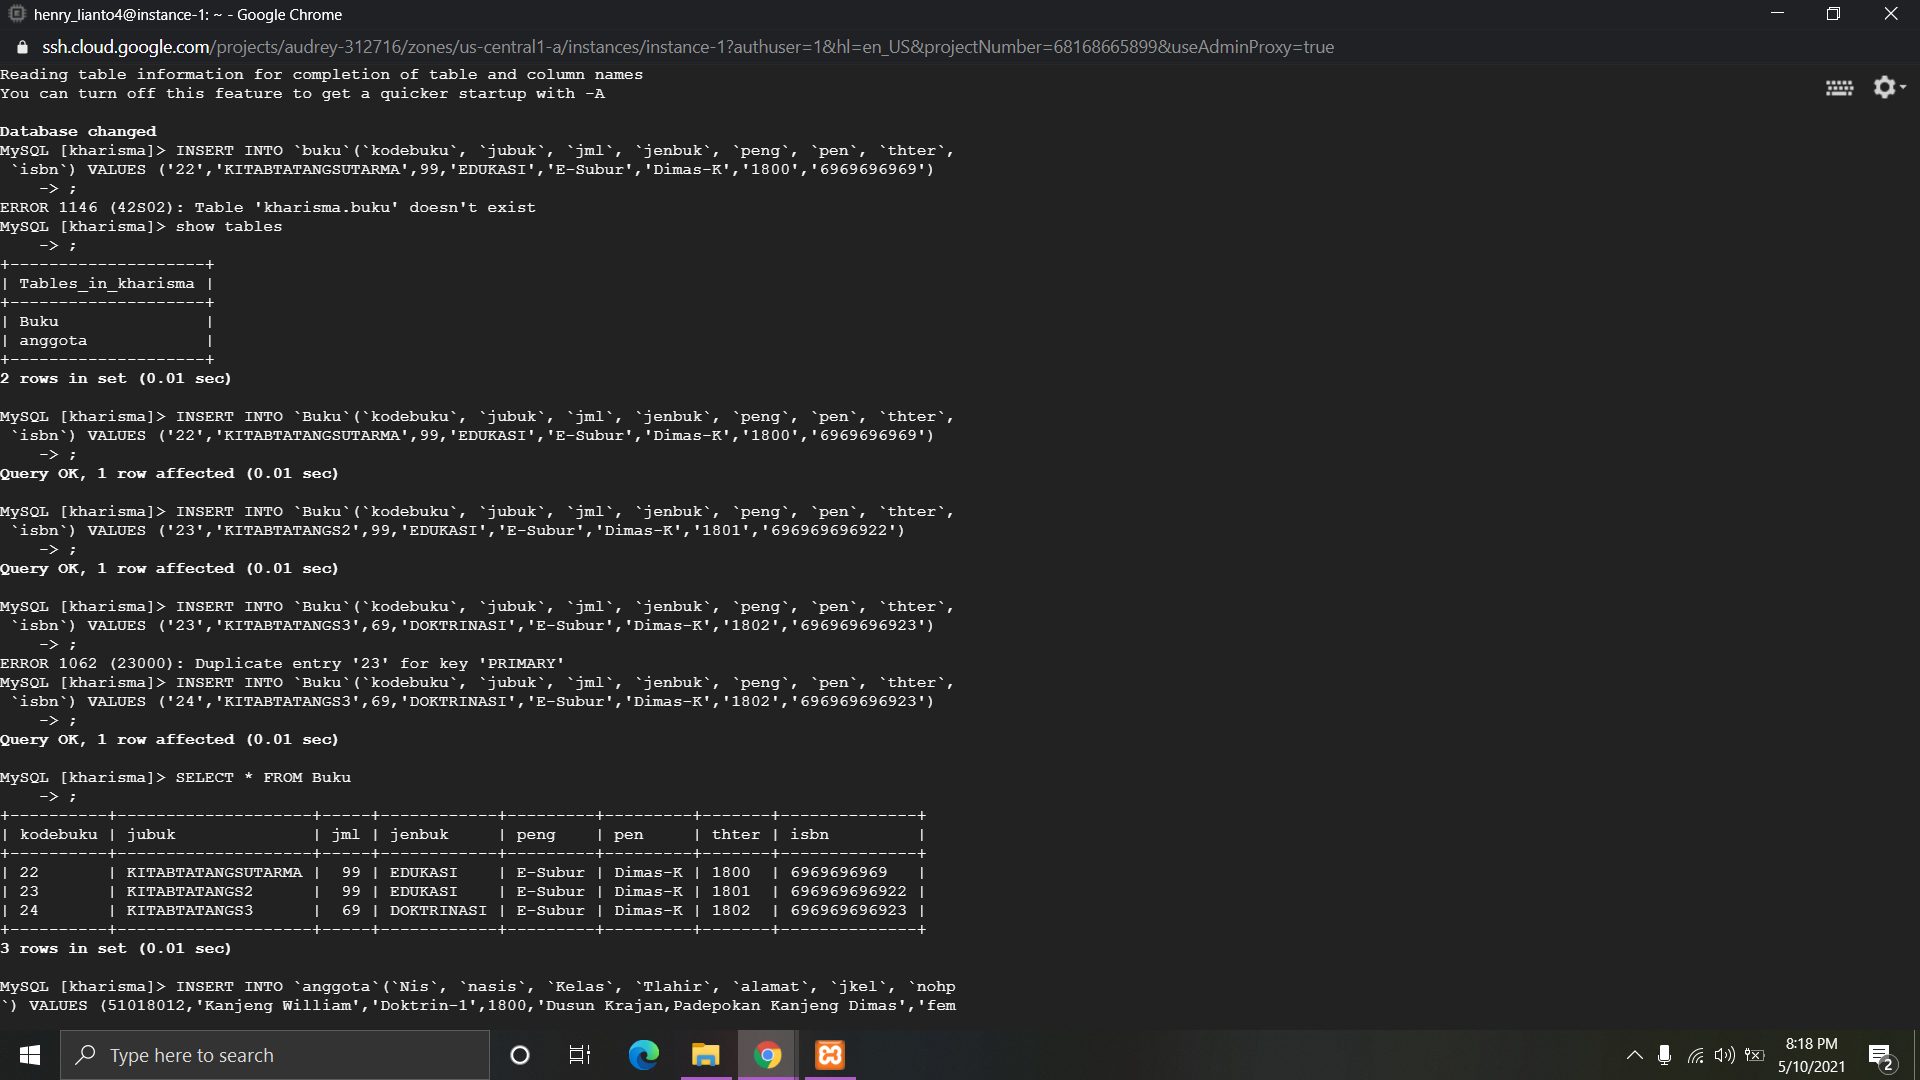 henry_lianto4@instance-1: ~ - Google Chrome
ssh.cloud.google.com/projects/audrey-312716/zones/us-central1-a/instances/instance-1?authuser=1&hl=en_US&projectNumber=68168665899&useAdminProxy=true
Reading table information for completion of table and column names
You can turn off this feature to get a quicker startup with -A
Database changed
MySQL [kharisma]> INSERT INTO `buku`(`kodebuku`, `jubuk`, `jml`, `jenbuk`, `peng`, `pen`, `thter`,
 `isbn`) VALUES ('22','KITABTATANGSUTARMA',99,'EDUKASI','E-Subur','Dimas-K','1800','6969696969')
    -> ;
ERROR 1146 (42S02): Table 'kharisma.buku' doesn't exist
MySQL [kharisma]> show tables
    -> ;
+--------------------+
| Tables_in_kharisma |
+--------------------+
| Buku               |
| anggota            |
+--------------------+
2 rows in set (0.01 sec)
MySQL [kharisma]> INSERT INTO `Buku`(`kodebuku`, `jubuk`, `jml`, `jenbuk`, `peng`, `pen`, `thter`,
 `isbn`) VALUES ('22','KITABTATANGSUTARMA',99,'EDUKASI','E-Subur','Dimas-K','1800','6969696969')
    -> ;
Query OK, 1 row affected (0.01 sec)
MySQL [kharisma]> INSERT INTO `Buku`(`kodebuku`, `jubuk`, `jml`, `jenbuk`, `peng`, `pen`, `thter`,
 `isbn`) VALUES ('23','KITABTATANGS2',99,'EDUKASI','E-Subur','Dimas-K','1801','696969696922')
    -> ;
Query OK, 1 row affected (0.01 sec)
MySQL [kharisma]> INSERT INTO `Buku`(`kodebuku`, `jubuk`, `jml`, `jenbuk`, `peng`, `pen`, `thter`,
 `isbn`) VALUES ('23','KITABTATANGS3',69,'DOKTRINASI','E-Subur','Dimas-K','1802','696969696923')
    -> ;
ERROR 1062 (23000): Duplicate entry '23' for key 'PRIMARY'
MySQL [kharisma]> INSERT INTO `Buku`(`kodebuku`, `jubuk`, `jml`, `jenbuk`, `peng`, `pen`, `thter`,
 `isbn`) VALUES ('24','KITABTATANGS3',69,'DOKTRINASI','E-Subur','Dimas-K','1802','696969696923')
    -> ;
Query OK, 1 row affected (0.01 sec)
MySQL [kharisma]> SELECT * FROM Buku
    -> ;
+----------+--------------------+-----+------------+---------+---------+-------+--------------+
| kodebuku | jubuk              | jml | jenbuk     | peng    | pen     | thter | isbn         |
+----------+--------------------+-----+------------+---------+---------+-------+--------------+
| 22       | KITABTATANGSUTARMA |  99 | EDUKASI    | E-Subur | Dimas-K | 1800  | 6969696969   |
| 23       | KITABTATANGS2      |  99 | EDUKASI    | E-Subur | Dimas-K | 1801  | 696969696922 |
| 24       | KITABTATANGS3      |  69 | DOKTRINASI | E-Subur | Dimas-K | 1802  | 696969696923 |
+----------+--------------------+-----+------------+---------+---------+-------+--------------+
3 rows in set (0.01 sec)
MySQL [kharisma]> INSERT INTO `anggota`(`Nis`, `nasis`, `Kelas`, `Tlahir`, `alamat`, `jkel`, `nohp
`) VALUES (51018012,'Kanjeng William','Doktrin-1',1800,'Dusun Krajan,Padepokan Kanjeng Dimas','fem
Type here to search
8:18 PM
5/10/2021
2